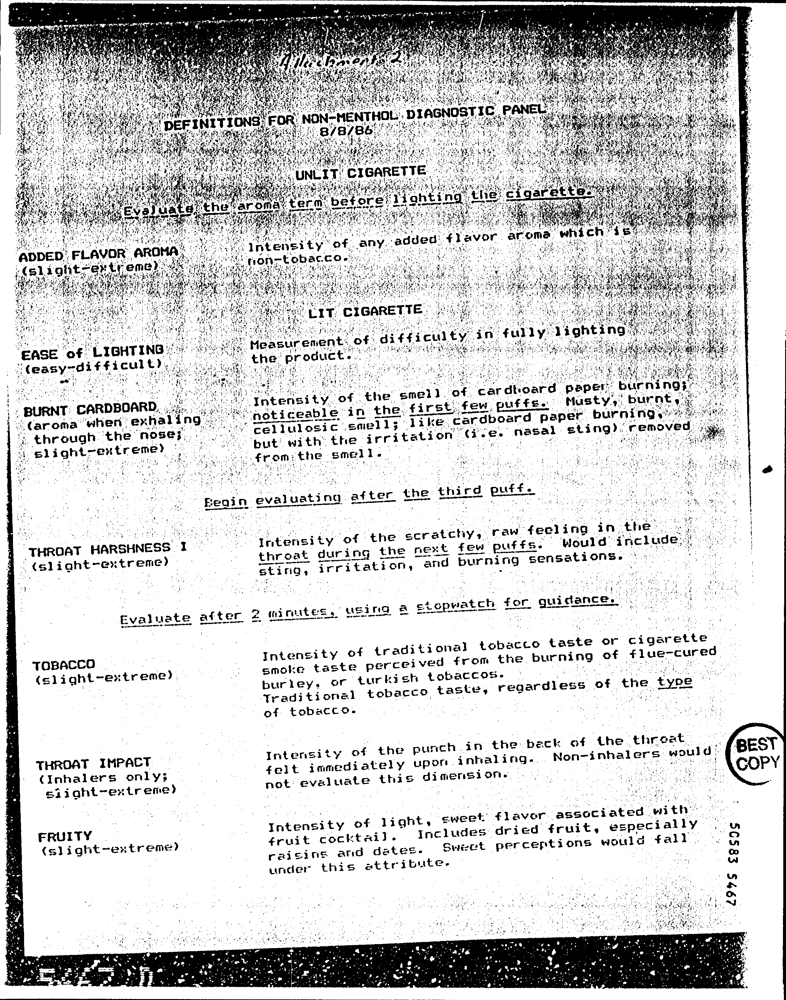 Attachments 2
DEFINITIONS FOR NON-MENTHOL DIAGNOSTIC PANEL
8/8/86
UNLIT CIGARETTE
Evaluate the aroma term before lighting the cigarette.
ADDED FLAVOR AROMA
(slight-extreme)
Intensity of any added flavor aroma which is
non-tobacco.
LIT CIGARETTE
EASE of LIGHTING
(easy-difficult)
Measurement of difficulty in fully lighting
the product.
BURNT CARDBOARD
(aroma when exhaling
through the nose;
slight-extreme)
Intensity of the smell of cardboard paper burning;
noticeable in the first few puffs. Musty, burnt,
cellulosic smell; like cardboard paper burning,
but with the irritation (i.e. nasal sting) removed
from the smell.
Begin evaluating after the third puff.
THROAT HARSHNESS I
(slight-extreme)
Intensity of the scratchy, raw feeling in the
throat during the next few puffs. Would include
sting, irritation, and burning sensations.
Evaluate after 2 minutes, using a stopwatch for guidance.
TOBACCO
(slight-extreme)
Intensity of traditional tobacco taste or cigarette
smoke taste perceived from the burning of flue-cured
burley, or turkish tobaccos.
Traditional tobacco taste, regardless of the type
of tobacco.
THROAT IMPACT
(Inhalers only;
slight-extreme)
Intensity of the punch in the back of the throat
felt immediately upon inhaling. Non-inhalers would
not evaluate this dimension.
BEST
COPY
FRUITY
(slight-extreme)
Intensity of light, sweet flavor associated with
fruit cocktail. Includes dried fruit, especially
raisins and dates. Sweet perceptions would fall
under this attribute.
50583 5467